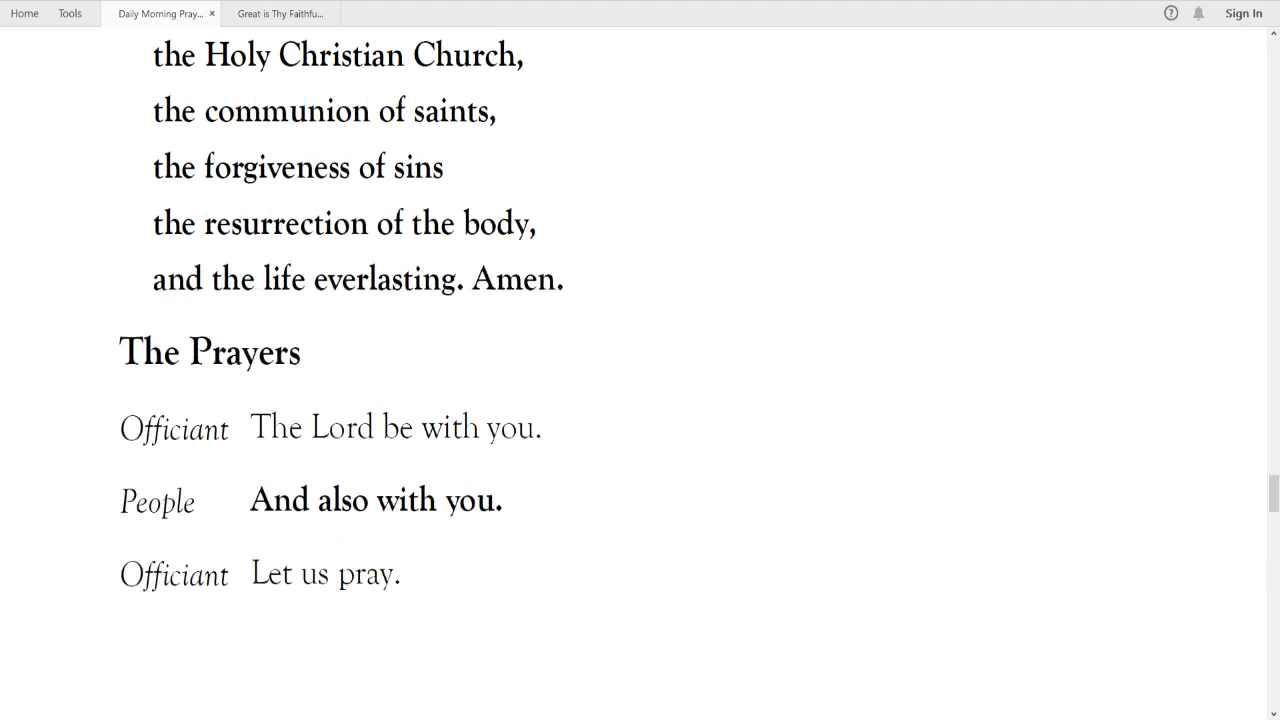 Home Tools Daily Morning Pray... × Great is Thy Faithfu... Sign In
the Holy Christian Church,
the communion of saints,
the forgiveness of sins
the resurrection of the body,
and the life everlasting. Amen.
The Prayers
Officiant The Lord be with you.
People And also with you.
Officiant Let us pray.